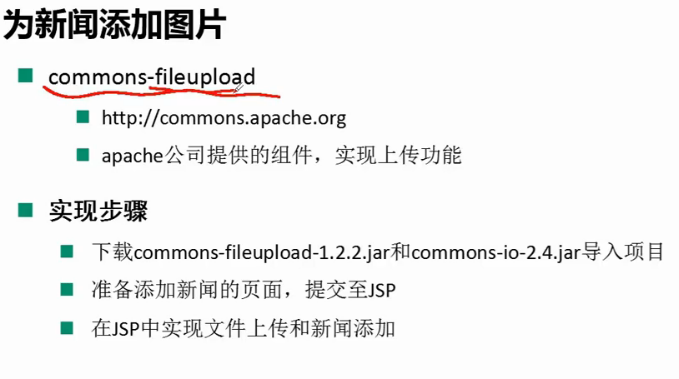 为新闻添加图片
commons-fileupload
http://commons.apache.org
apache公司提供的组件，实现上传功能
实现步骤
下载commons-fileupload-1.2.2.jar和commons-io-2.4.jar导入项目
准备添加新闻的页面，提交至JSP
在JSP中实现文件上传和新闻添加